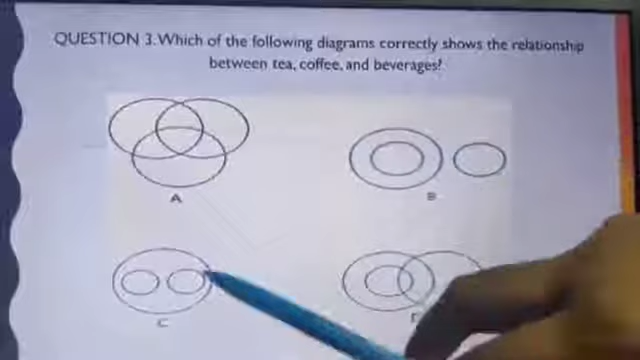 QUESTION 3. Which of the following diagrams correctly shows the relationship
between tea, coffee, and beverages?
A
B
C